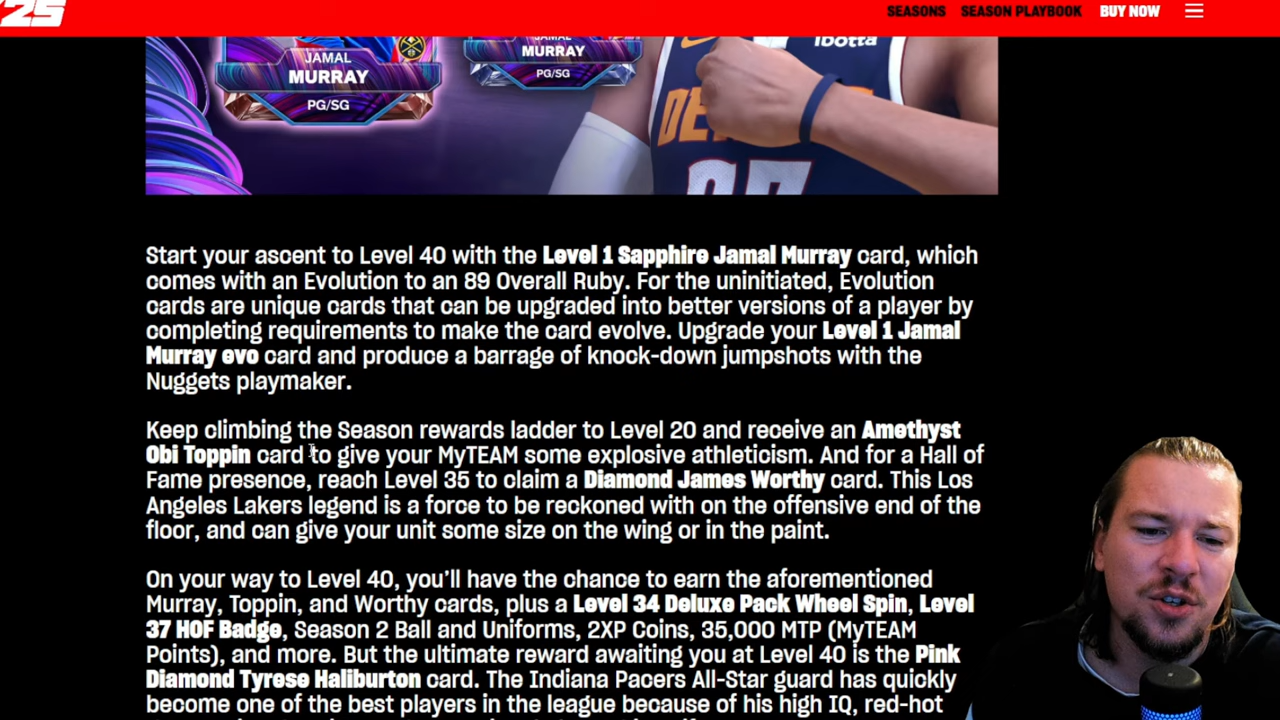 '25
SEASONS SEASON PLAYBOOK BUY NOW
JAMAL
MURRAY
PG/SG
JAMAL
MURRAY
PG/SG
ibotta
Start your ascent to Level 40 with the Level 1 Sapphire Jamal Murray card, which
comes with an Evolution to an 89 Overall Ruby. For the uninitiated, Evolution
cards are unique cards that can be upgraded into better versions of a player by
completing requirements to make the card evolve. Upgrade your Level 1 Jamal
Murray evo card and produce a barrage of knock-down jumpshots with the
Nuggets playmaker.
Keep climbing the Season rewards ladder to Level 20 and receive an Amethyst
Obi Toppin card to give your MyTEAM some explosive athleticism. And for a Hall of
Fame presence, reach Level 35 to claim a Diamond James Worthy card. This Los
Angeles Lakers legend is a force to be reckoned with on the offensive end of the
floor, and can give your unit some size on the wing or in the paint.
On your way to Level 40, you'll have the chance to earn the aforementioned
Murray, Toppin, and Worthy cards, plus a Level 34 Deluxe Pack Wheel Spin, Level
37 HOF Badge, Season 2 Ball and Uniforms, 2XP Coins, 35,000 MTP (MyTEAM
Points), and more. But the ultimate reward awaiting you at Level 40 is the Pink
Diamond Tyrese Haliburton card. The Indiana Pacers All-Star guard has quickly
become one of the best players in the league because of his high IQ, red-hot